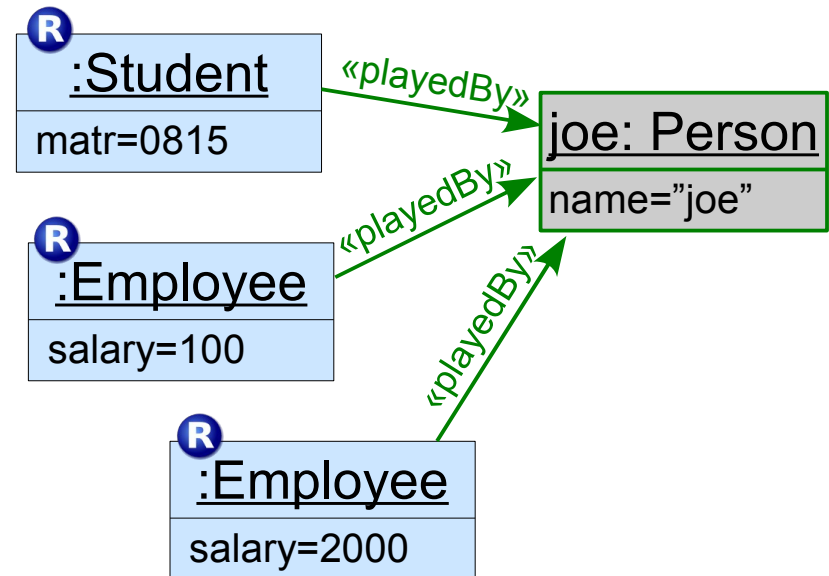 R
:Student
matr=0815
«playedBy»
joe: Person
name=”joe”
«playedBy»
R
:Employee
salary=100
«playedBy»
R
:Employee
salary=2000